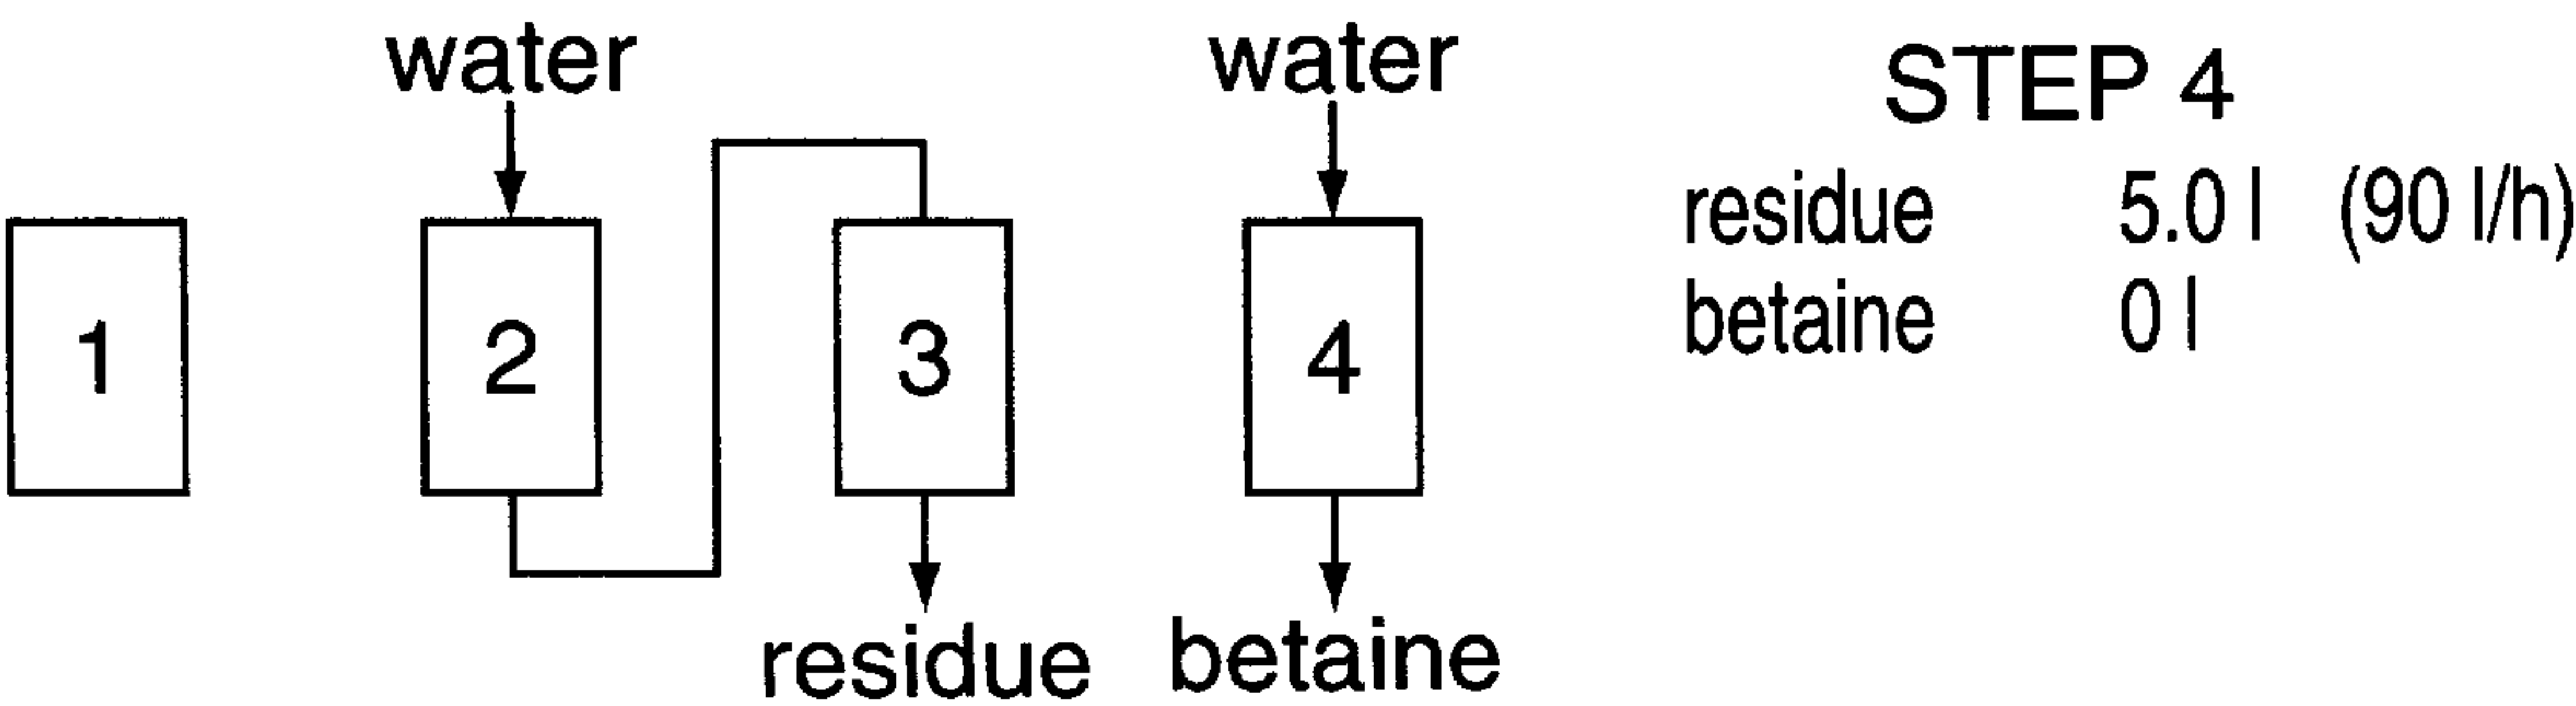 water water STEP 4
residue 5.0 l (90 l/h)
betaine 0 l
1 2 3 4
residue betaine